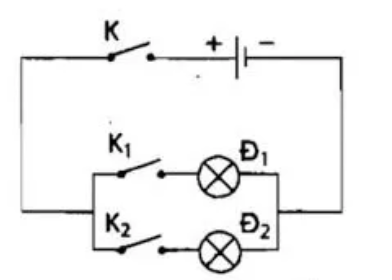 K + −
K₁ Đ₁
K₂ Đ₂